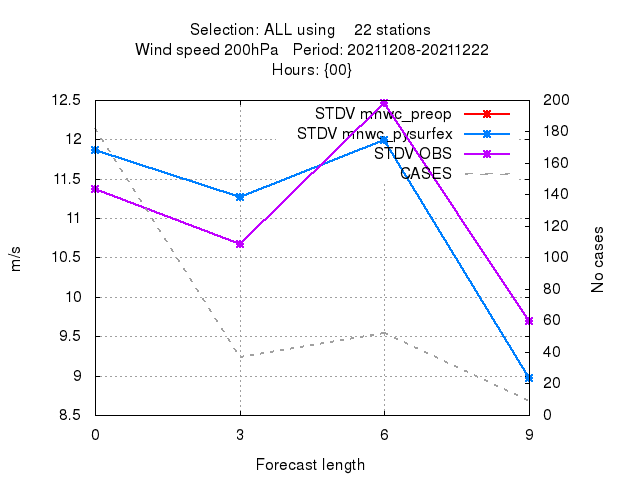 Selection: ALL using 22 stations
Wind speed 200hPa Period: 20211208-20211222
Hours: {00}
12.5
12
11.5
11
10.5
10
9.5
9
8.5
200
180
160
140
120
100
80
60
40
20
0
STDV mnwc_preop
STDV mnwc_pysurfex
STDV OBS
CASES
m/s
No cases
0 3 6 9
Forecast length